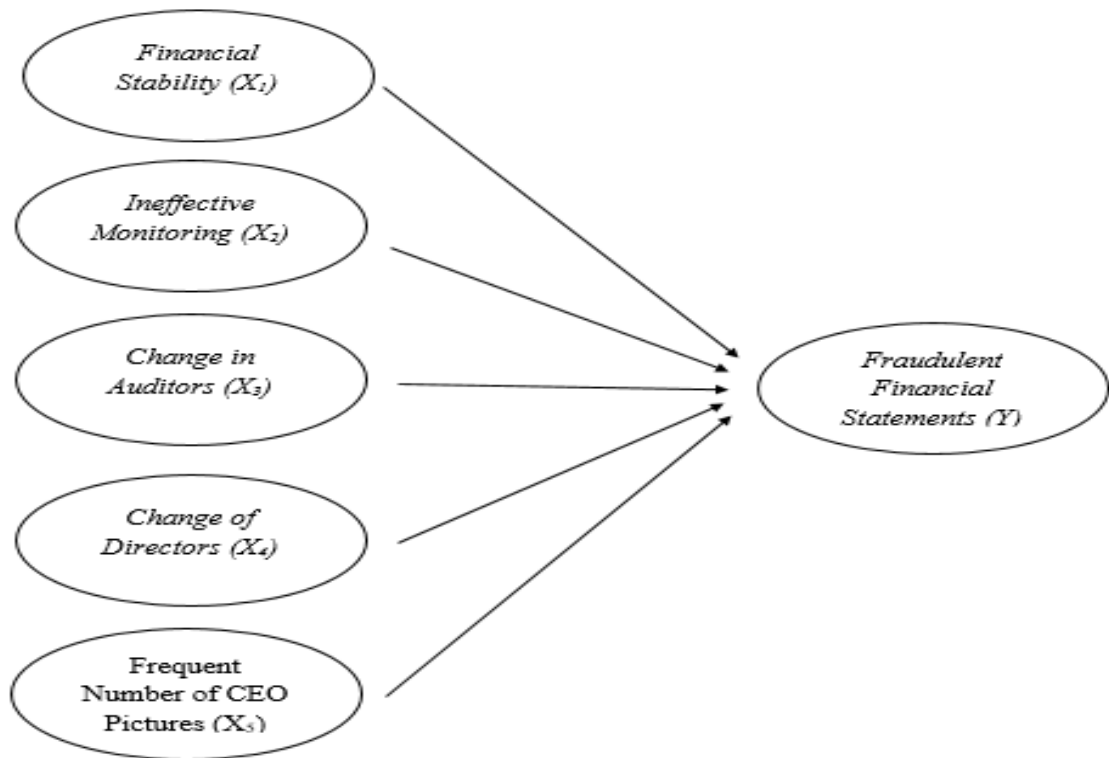 Financial
Stability (X₁)
Ineffective
Monitoring (X₂)
Change in
Auditors (X₃)
Fraudulent
Financial
Statements (Y)
Change of
Directors (X₄)
Frequent
Number of CEO
Pictures (X₅)